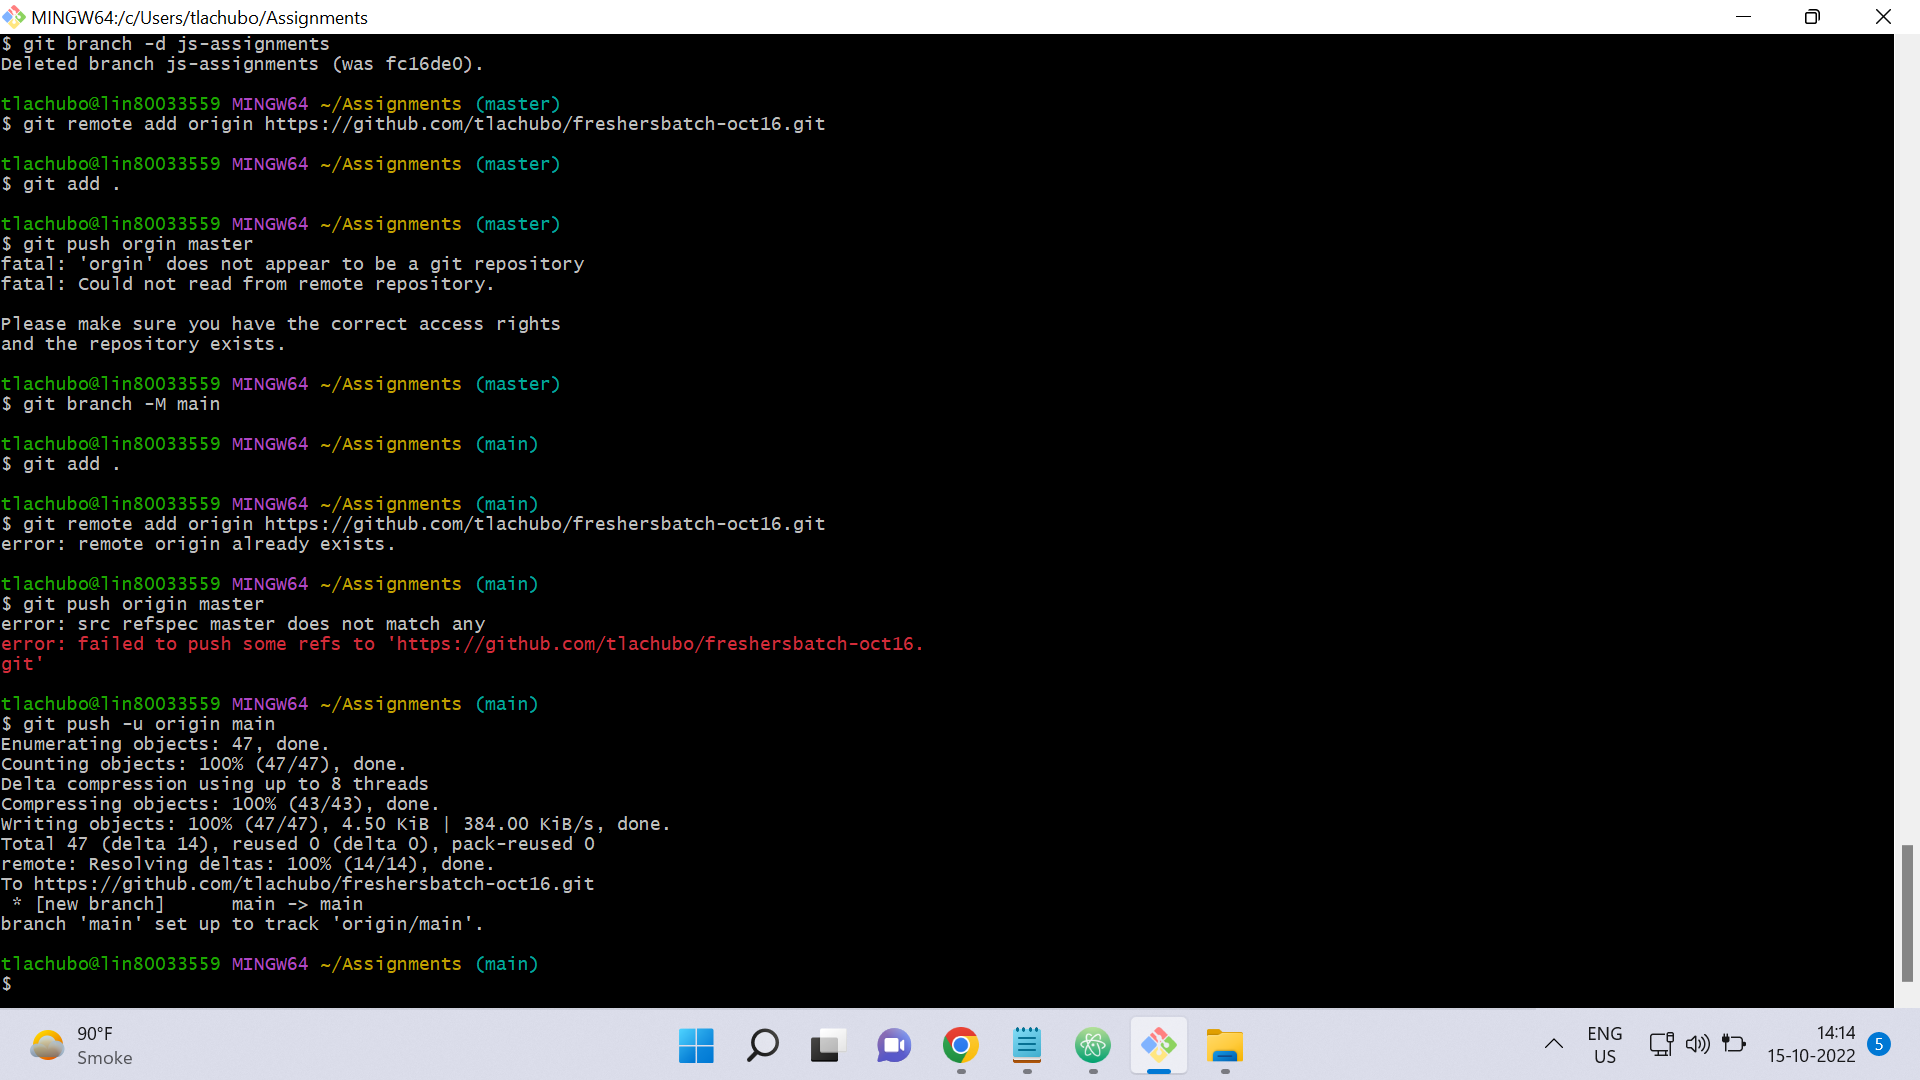 MINGW64:/c/Users/tlachubo/Assignments
$ git branch -d js-assignments
Deleted branch js-assignments (was fc16de0).
tlachubo@lin80033559 MINGW64 ~/Assignments (master)
$ git remote add origin https://github.com/tlachubo/freshersbatch-oct16.git
tlachubo@lin80033559 MINGW64 ~/Assignments (master)
$ git add .
tlachubo@lin80033559 MINGW64 ~/Assignments (master)
$ git push orgin master
fatal: 'orgin' does not appear to be a git repository
fatal: Could not read from remote repository.
Please make sure you have the correct access rights
and the repository exists.
tlachubo@lin80033559 MINGW64 ~/Assignments (master)
$ git branch -M main
tlachubo@lin80033559 MINGW64 ~/Assignments (main)
$ git add .
tlachubo@lin80033559 MINGW64 ~/Assignments (main)
$ git remote add origin https://github.com/tlachubo/freshersbatch-oct16.git
error: remote origin already exists.
tlachubo@lin80033559 MINGW64 ~/Assignments (main)
$ git push origin master
error: src refspec master does not match any
error: failed to push some refs to 'https://github.com/tlachubo/freshersbatch-oct16.
git'
tlachubo@lin80033559 MINGW64 ~/Assignments (main)
$ git push -u origin main
Enumerating objects: 47, done.
Counting objects: 100% (47/47), done.
Delta compression using up to 8 threads
Compressing objects: 100% (43/43), done.
Writing objects: 100% (47/47), 4.50 KiB | 384.00 KiB/s, done.
Total 47 (delta 14), reused 0 (delta 0), pack-reused 0
remote: Resolving deltas: 100% (14/14), done.
To https://github.com/tlachubo/freshersbatch-oct16.git
 * [new branch]      main -> main
branch 'main' set up to track 'origin/main'.
tlachubo@lin80033559 MINGW64 ~/Assignments (main)
$
90°F
Smoke
ENG
US
14:14
15-10-2022
5